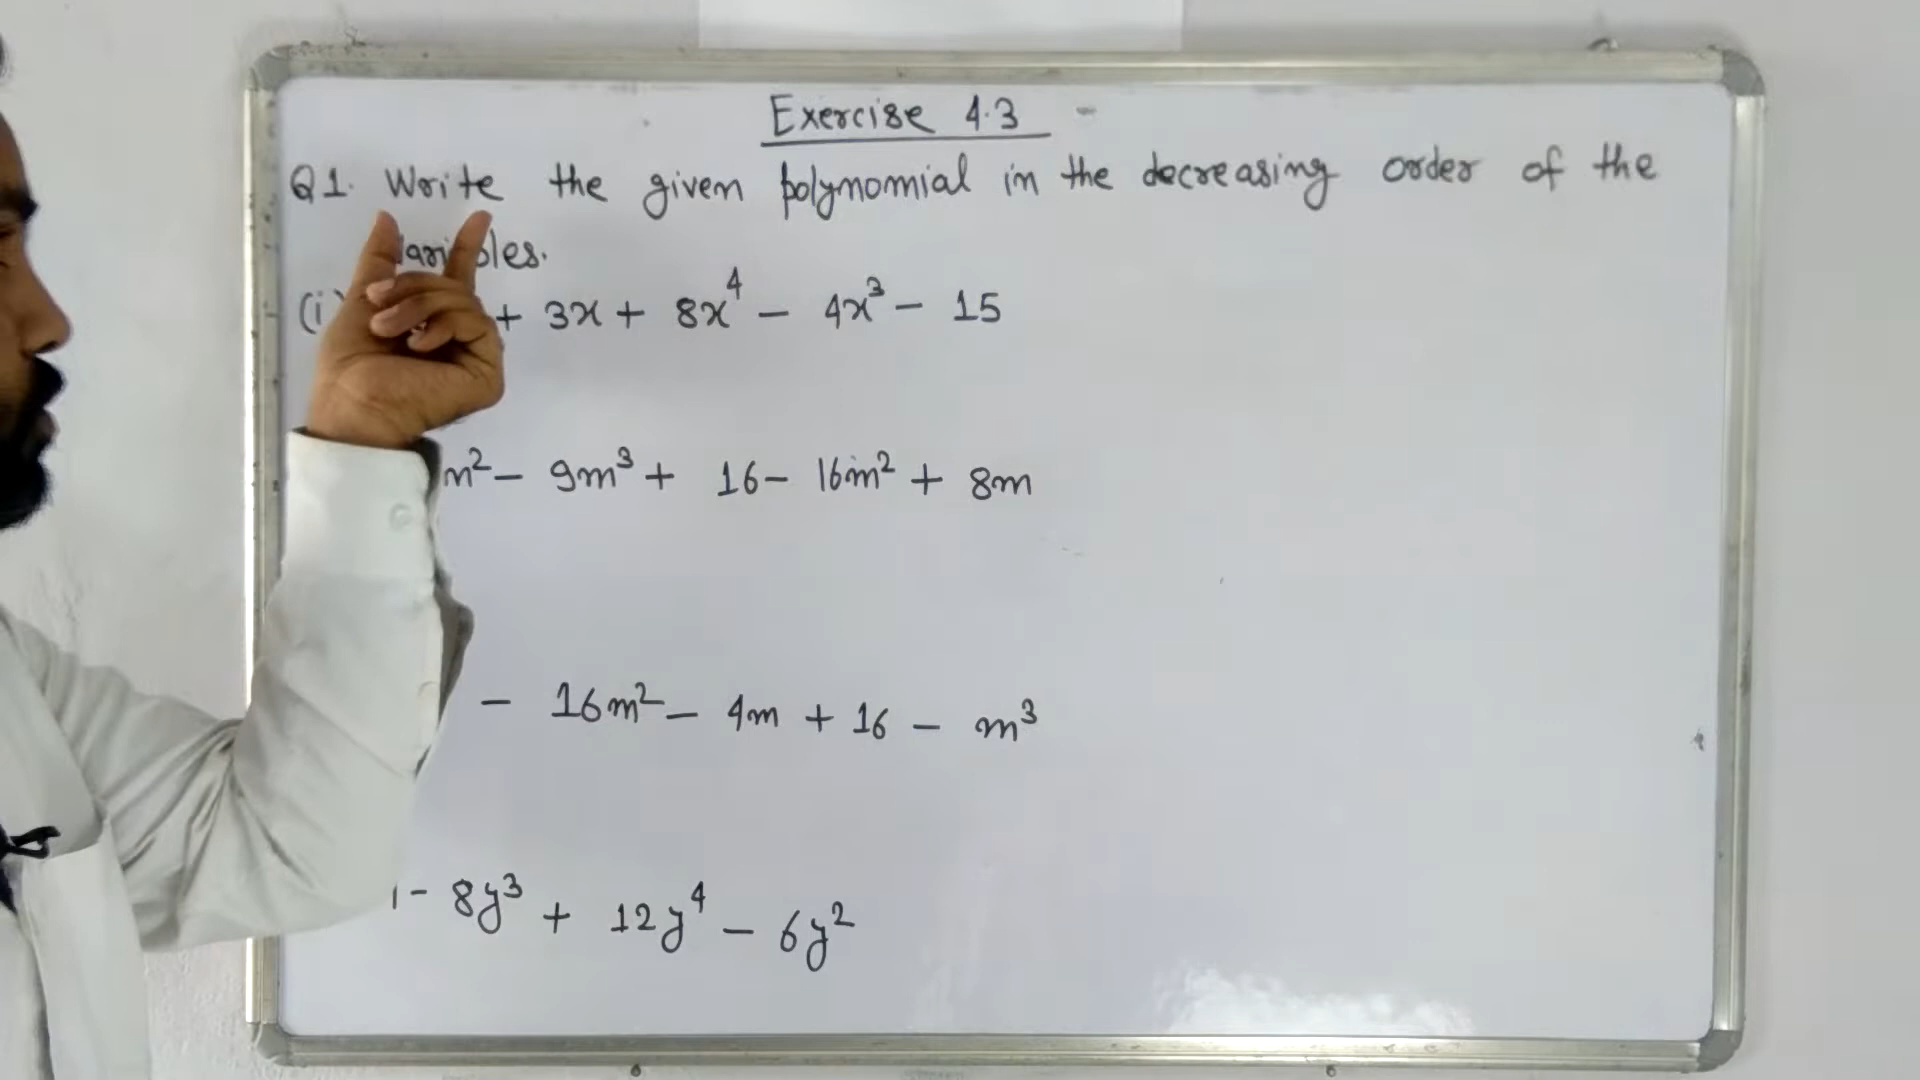 Exercise 4.3
Q1. Write the given polynomial in the decreasing order of the
variables.
(i) + 3x + 8x⁴ - 4x³ - 15
m² - 9m³ + 16 - 16m² + 8m
- 16m² - 4m + 16 - m³
- 8y³ + 12y⁴ - 6y²